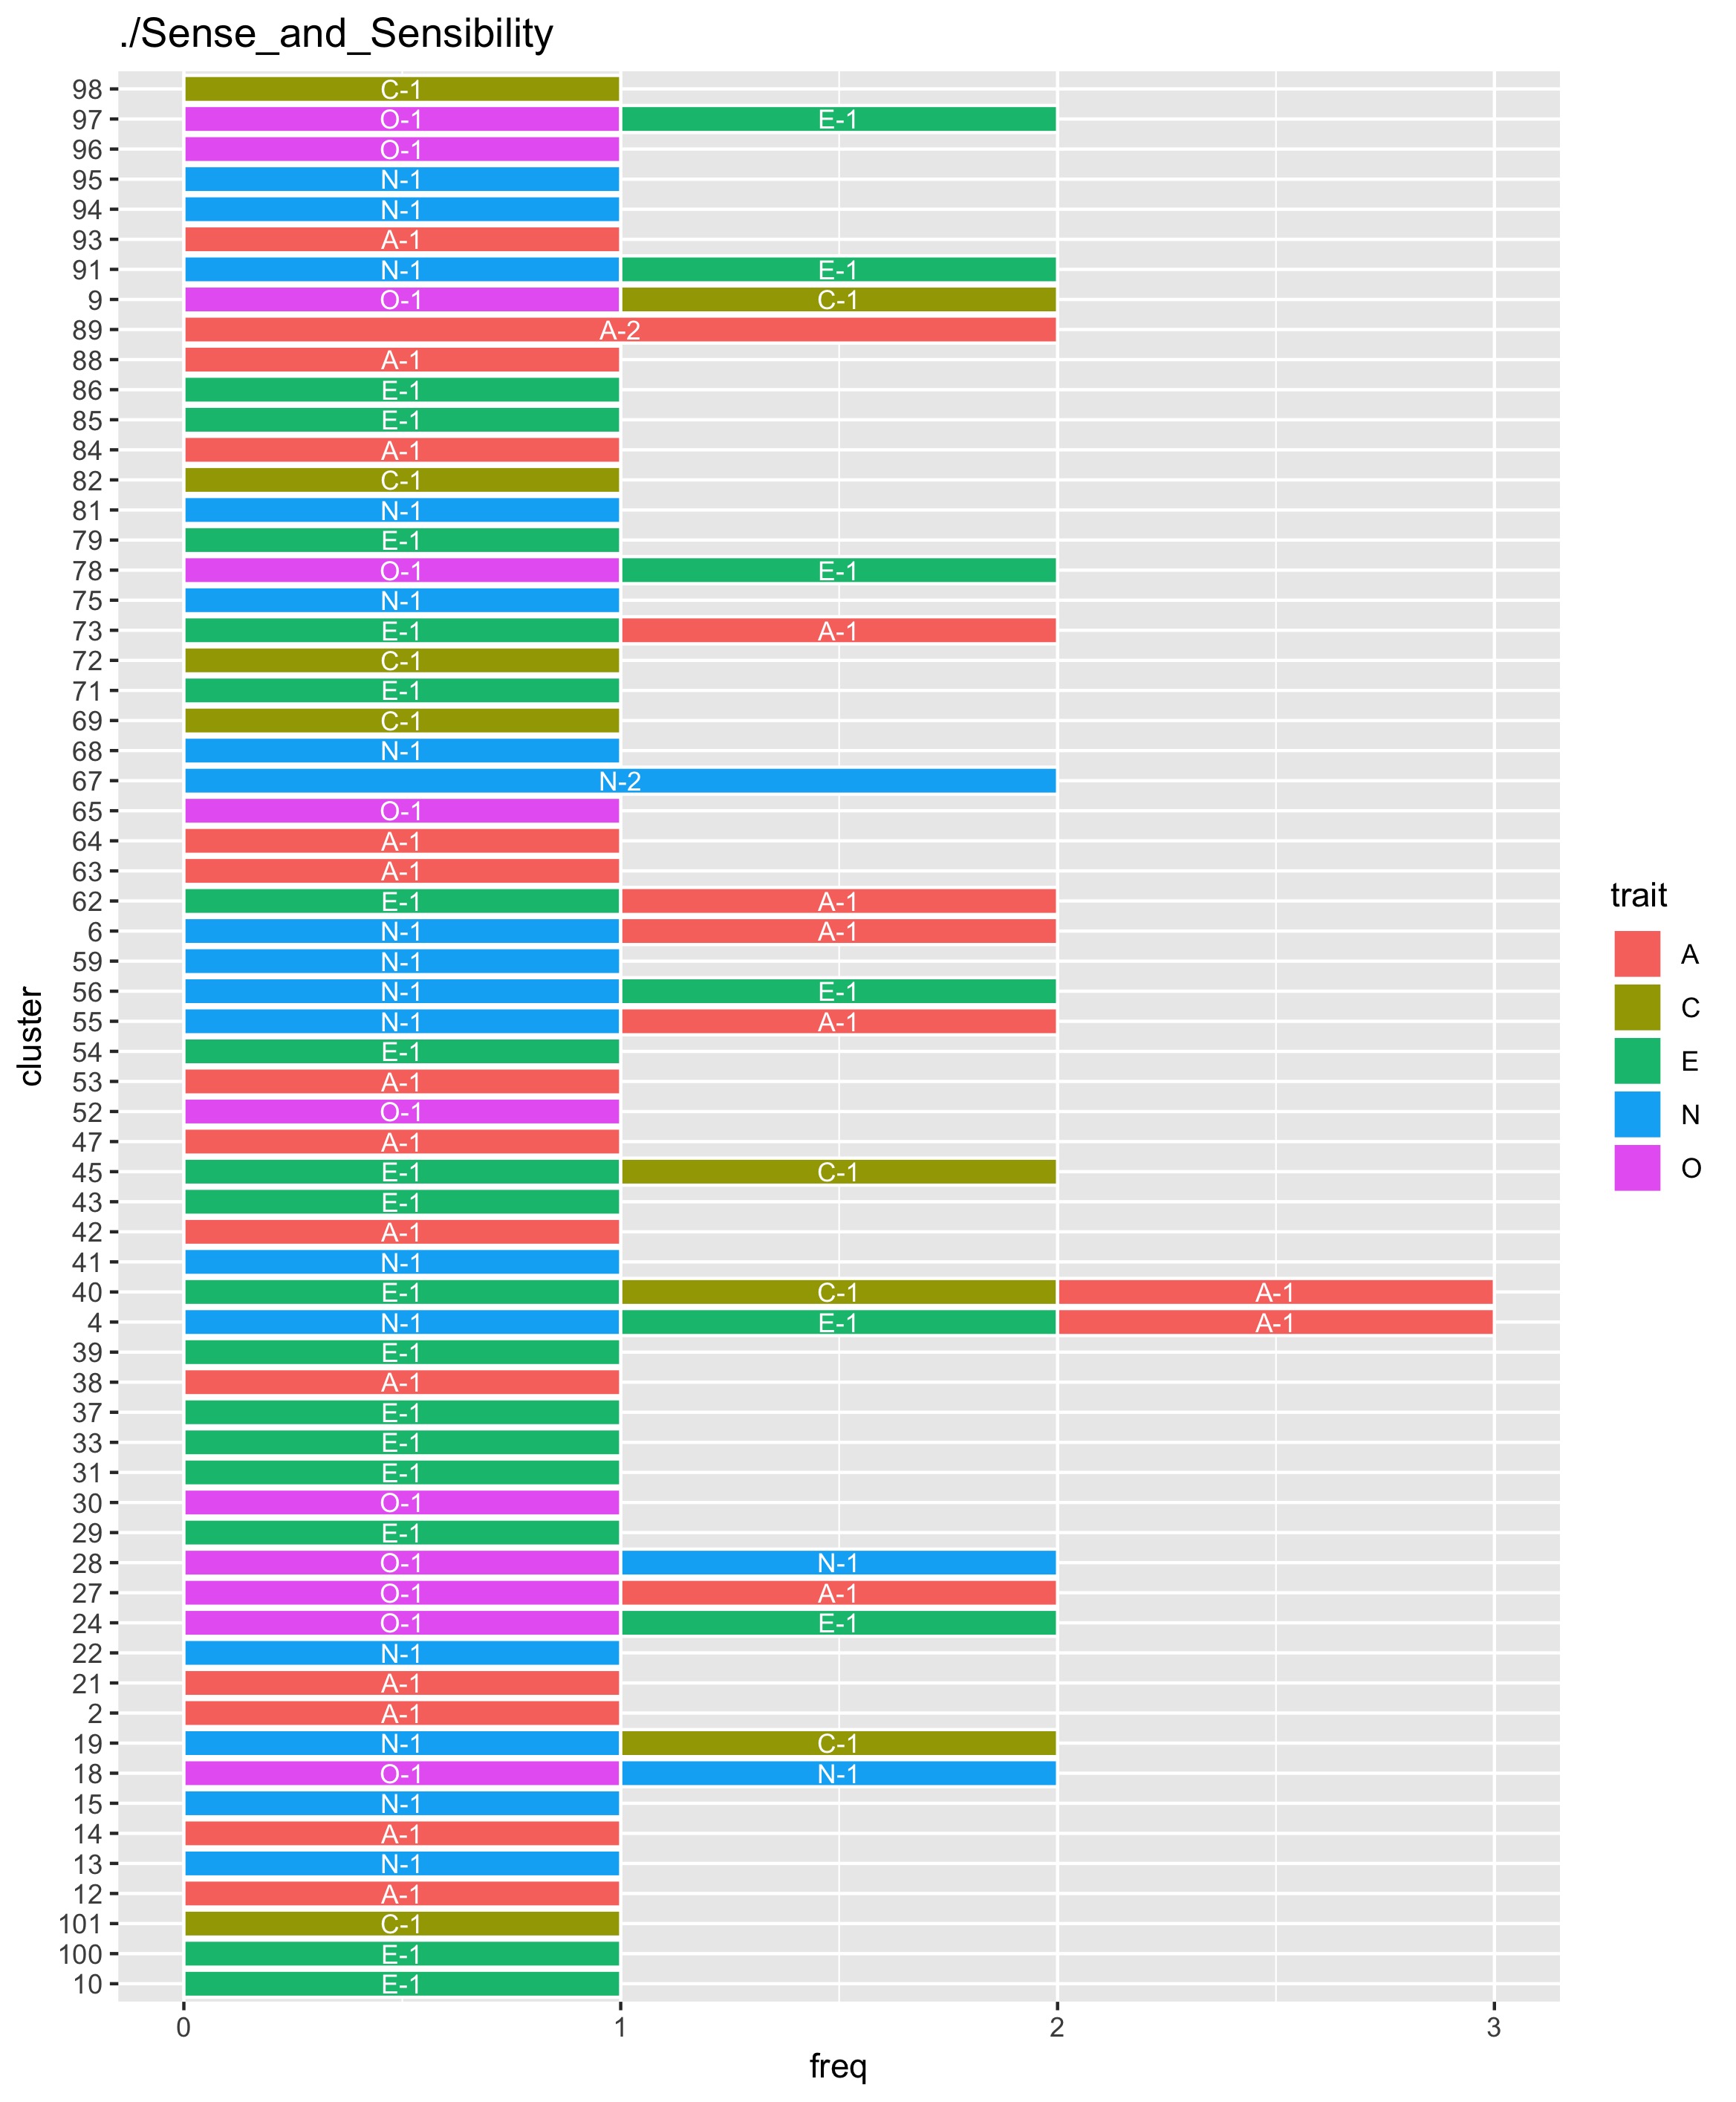 ./Sense_and_Sensibility
98 C-1
97 O-1 E-1
96 O-1
95 N-1
94 N-1
93 A-1
91 N-1 E-1
9 O-1 C-1
89 A-2
88 A-1
86 E-1
85 E-1
84 A-1
82 C-1
81 N-1
79 E-1
78 O-1 E-1
75 N-1
73 E-1 A-1
72 C-1
71 E-1
69 C-1
68 N-1
67 N-2
65 O-1
64 A-1
63 A-1
62 E-1 A-1
6 N-1 A-1
59 N-1
56 N-1 E-1
55 N-1 A-1
54 E-1
53 A-1
52 O-1
47 A-1
45 E-1 C-1
43 E-1
42 A-1
41 N-1
40 E-1 C-1 A-1
4 N-1 E-1 A-1
39 E-1
38 A-1
37 E-1
33 E-1
31 E-1
30 O-1
29 E-1
28 O-1 N-1
27 O-1 A-1
24 O-1 E-1
22 N-1
21 A-1
2 A-1
19 N-1 C-1
18 O-1 N-1
15 N-1
14 A-1
13 N-1
12 A-1
101 C-1
100 E-1
10 E-1
0 1 2 3
freq
cluster
trait
A
C
E
N
O